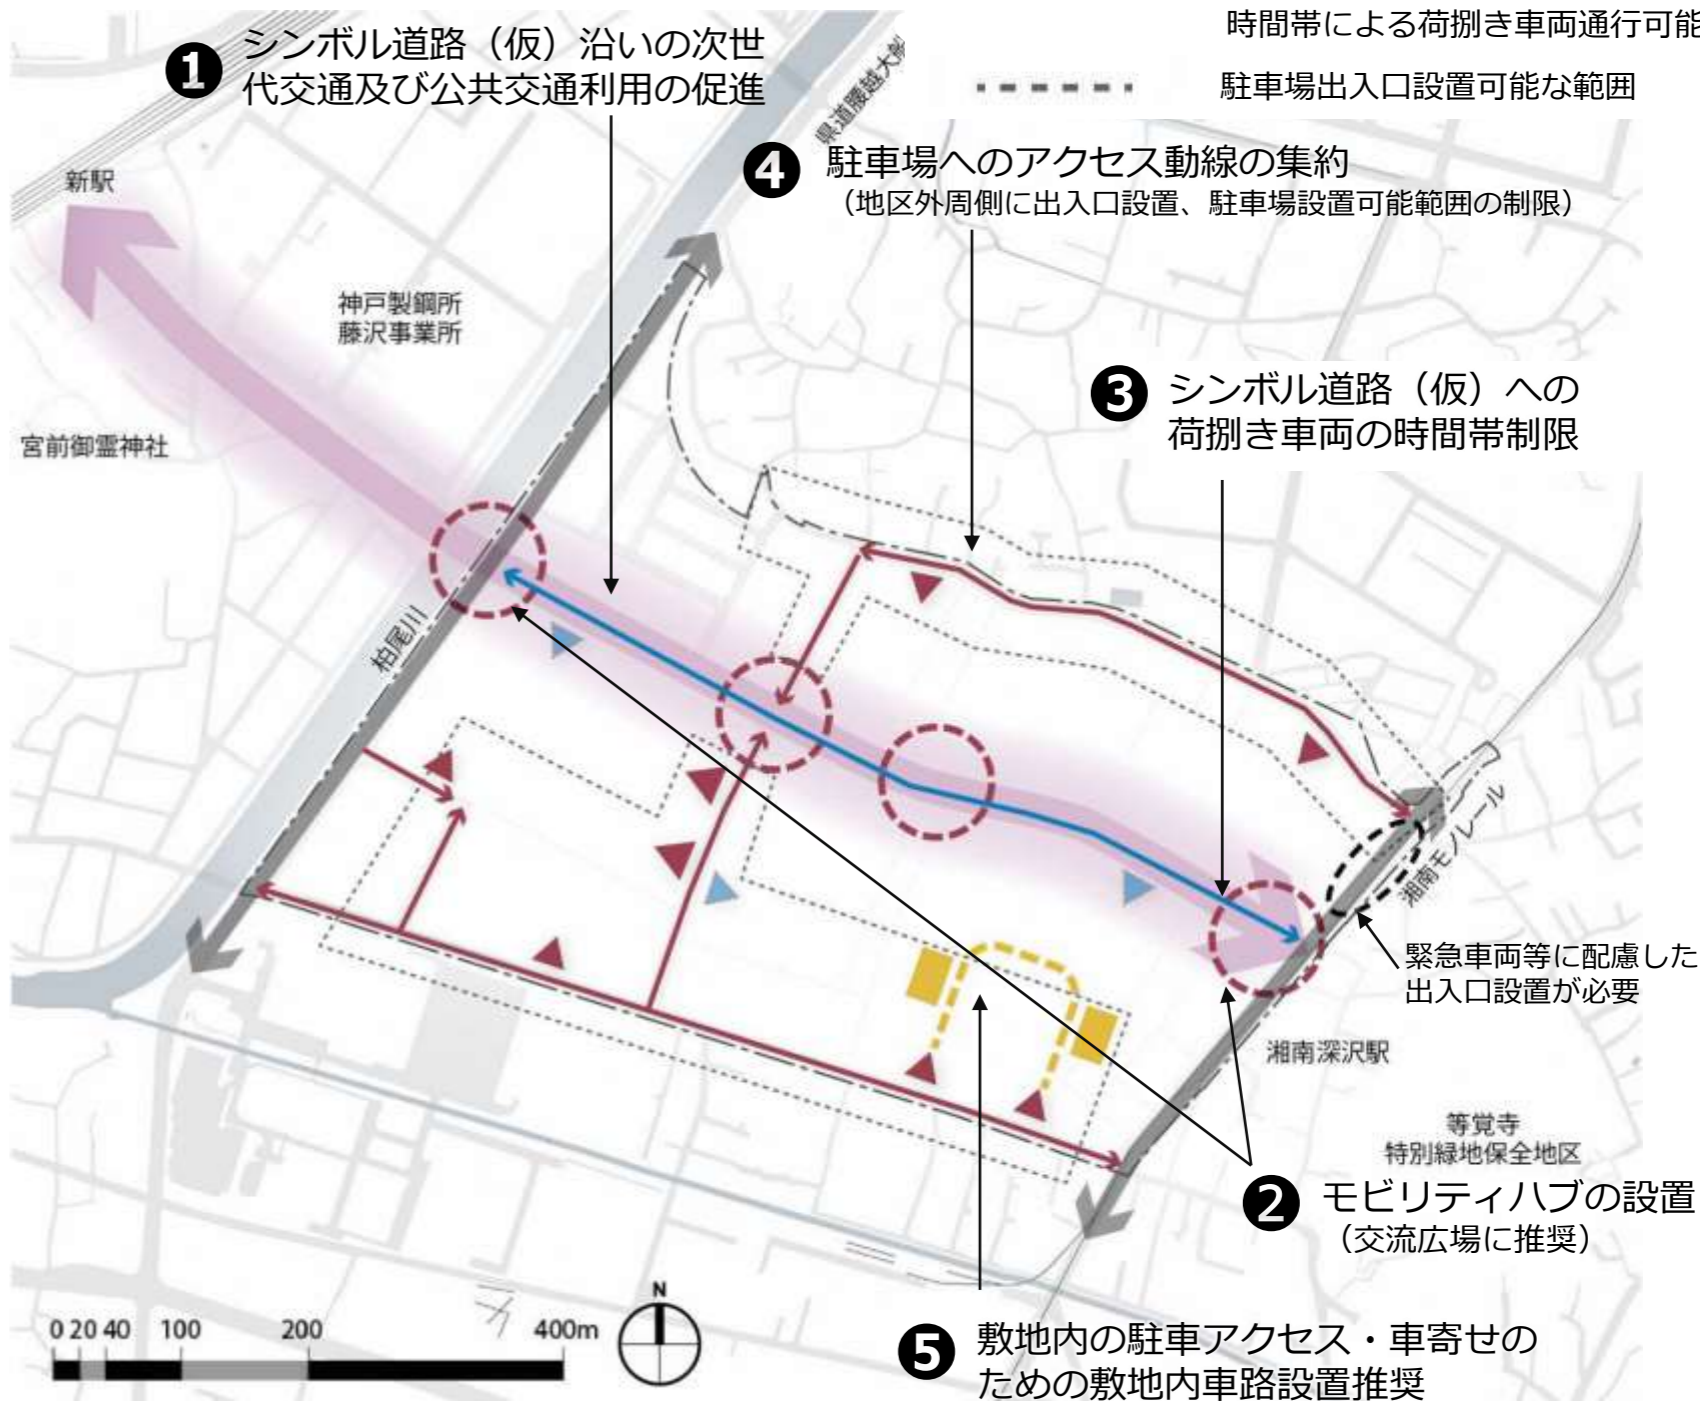 時間帯による荷捌き車両通行可能
駐車場出入口設置可能な範囲
❶ シンボル道路（仮）沿いの次世
代交通及び公共交通利用の促進
県道腰越大船
❹ 駐車場へのアクセス動線の集約
（地区外周側に出入口設置、駐車場設置可能範囲の制限）
新駅
神戸製鋼所
藤沢事業所
❸ シンボル道路（仮）への
荷捌き車両の時間帯制限
宮前御霊神社
柏尾川
湘南モノレール
緊急車両等に配慮した
出入口設置が必要
湘南深沢駅
等覚寺
特別緑地保全地区
❷ モビリティハブの設置
（交流広場に推奨）
N
0 20 40 100 200 400m
❺ 敷地内の駐車アクセス・車寄せの
ための敷地内車路設置推奨